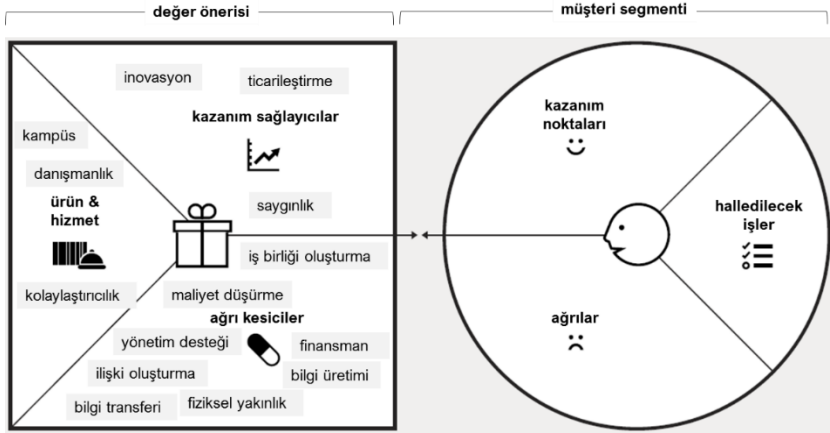 değer önerisi
müşteri segmenti
inovasyon
ticarileştirme
kazanım sağlayıcılar
kampüs
danışmanlık
ürün &
hizmet
saygınlık
iş birliği oluşturma
kolaylaştırıcılık
maliyet düşürme
ağrı kesiciler
yönetim desteği
finansman
ilişki oluşturma
bilgi üretimi
bilgi transferi
fiziksel yakınlık
kazanım
noktaları
halledilecek
işler
ağrılar